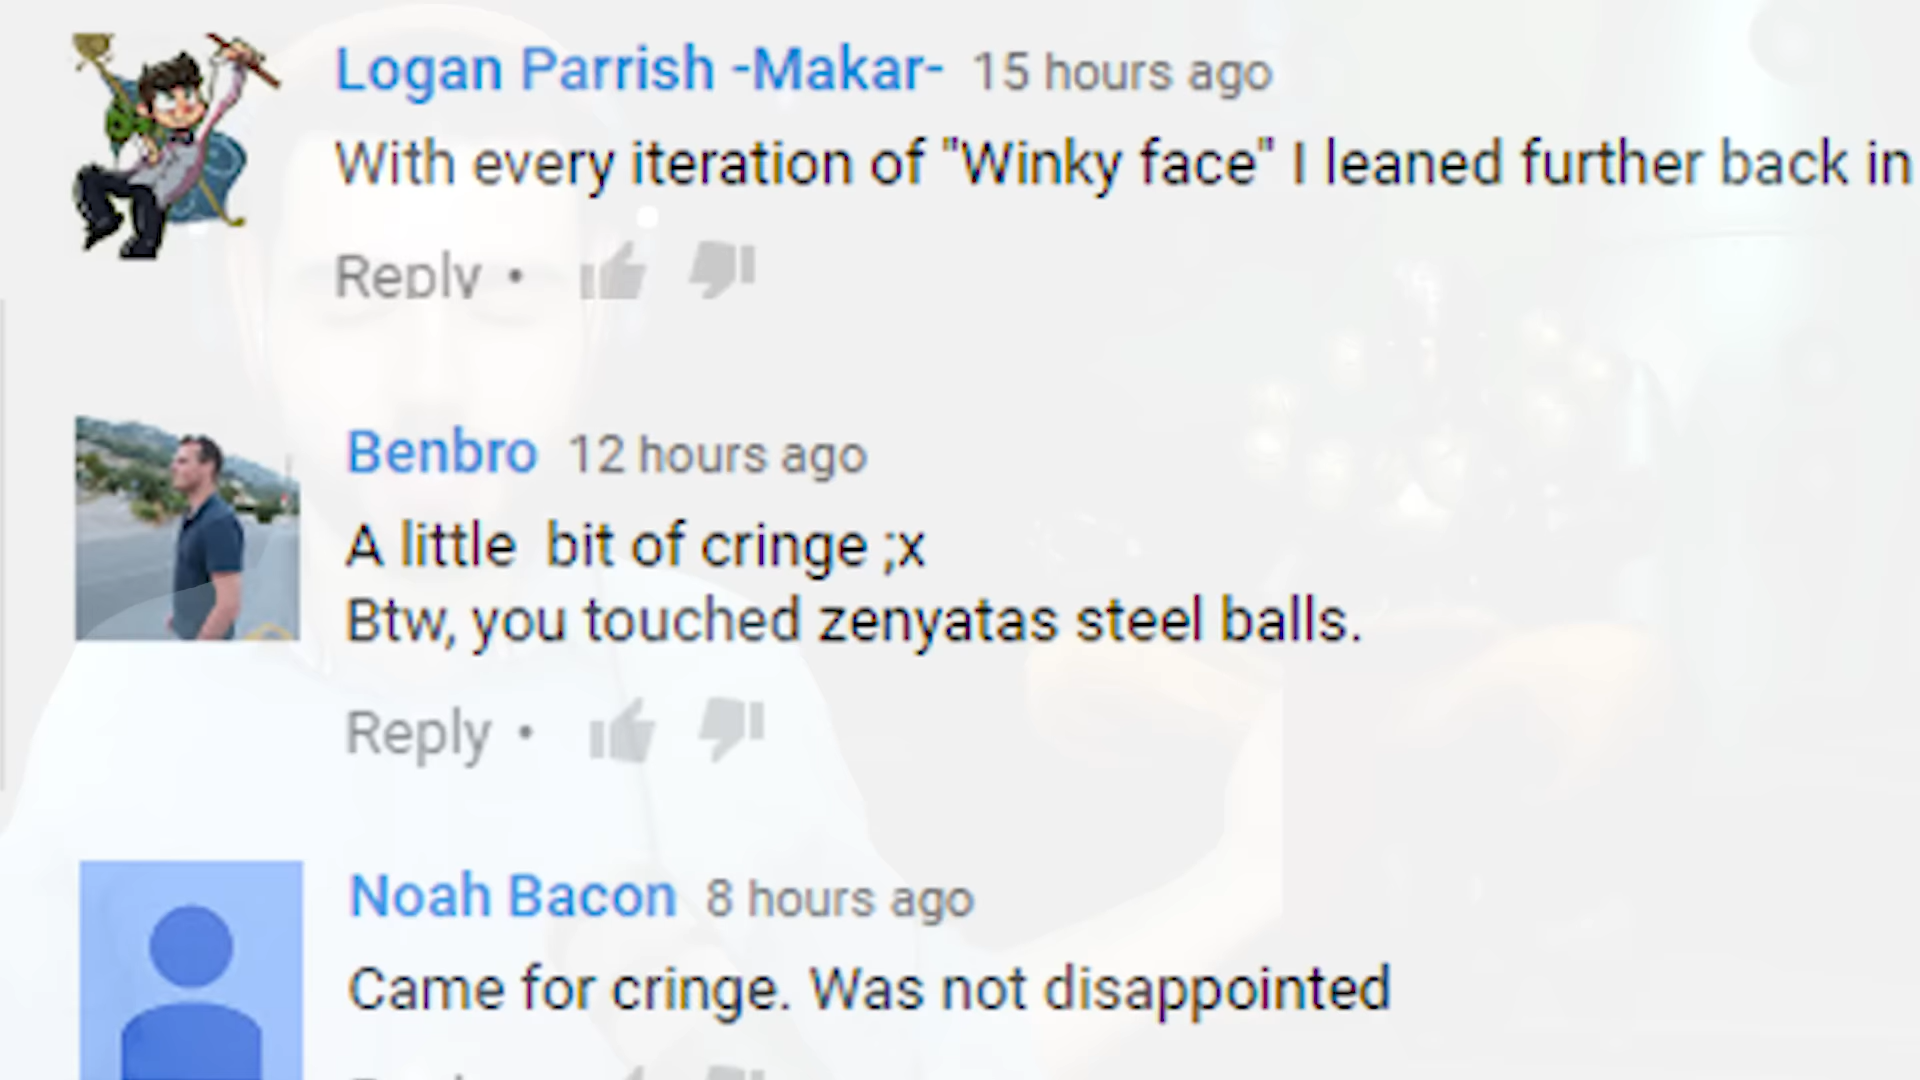 Logan Parrish -Makar- 15 hours ago
With every iteration of "Winky face" I leaned further back in
Reply •
Benbro 12 hours ago
A little  bit of cringe ;x
Btw, you touched zenyatas steel balls.
Reply •
Noah Bacon 8 hours ago
Came for cringe. Was not disappointed